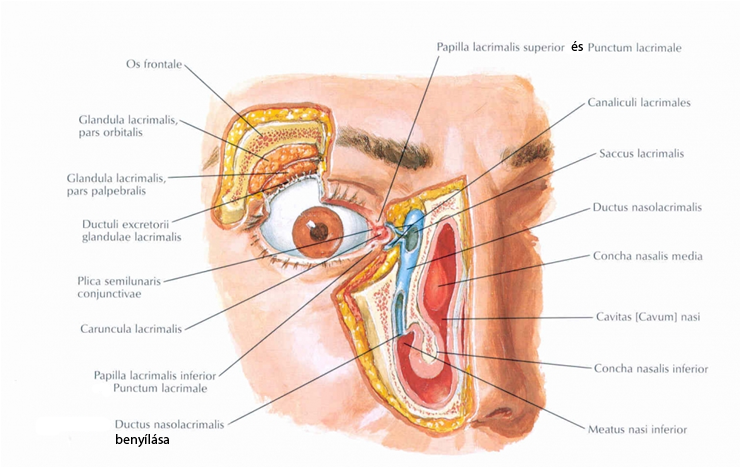 Papilla lacrimalis superior és Punctum lacrimale
Os frontale
Glandula lacrimalis,
pars orbitalis
Glandula lacrimalis,
pars palpebralis
Ductuli excretorii
glandulae lacrimalis
Plica semilunaris
conjunctivae
Caruncula lacrimalis
Papilla lacrimalis inferior
Punctum lacrimale
Ductus nasolacrimalis
benyílása
Canaliculi lacrimales
Saccus lacrimalis
Ductus nasolacrimalis
Concha nasalis media
Cavitas [Cavum] nasi
Concha nasalis inferior
Meatus nasi inferior